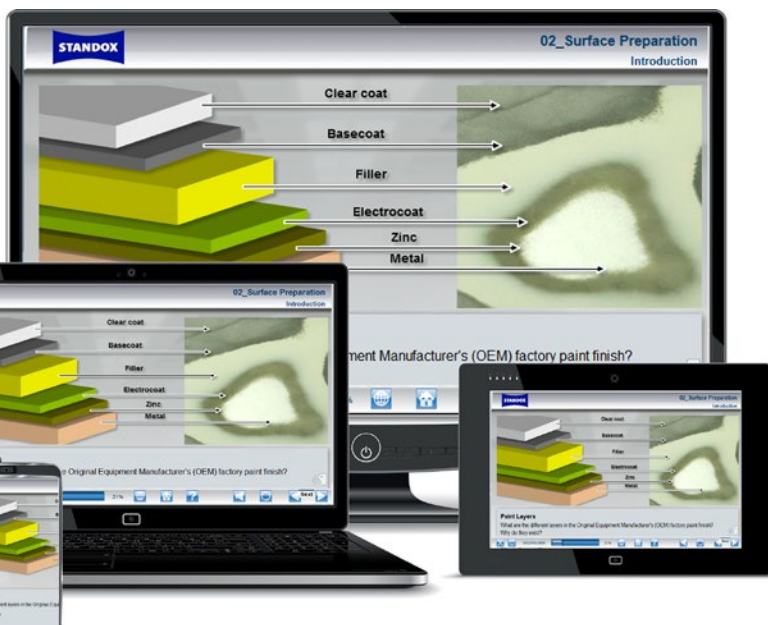 STANDOX
02_Surface Preparation
Introduction
Clear coat
Basecoat
Filler
Electrocoat
Zinc
Metal
ment Manufacturer's (OEM) factory paint finish?
02_Surface Preparation
Introduction
Clear coat
Basecoat
Filler
Electrocoat
Zinc
Metal
e Original Equipment Manufacturer's (OEM) factory paint finish?
31%
Next
STANDOX
02_Surface Preparation
Introduction
Clear coat
Basecoat
Filler
Electrocoat
Zinc
Metal
Paint Layers
What are the different layers in the Original Equipment Manufacturer's (OEM) factory paint finish?
Why do they exist?
31%